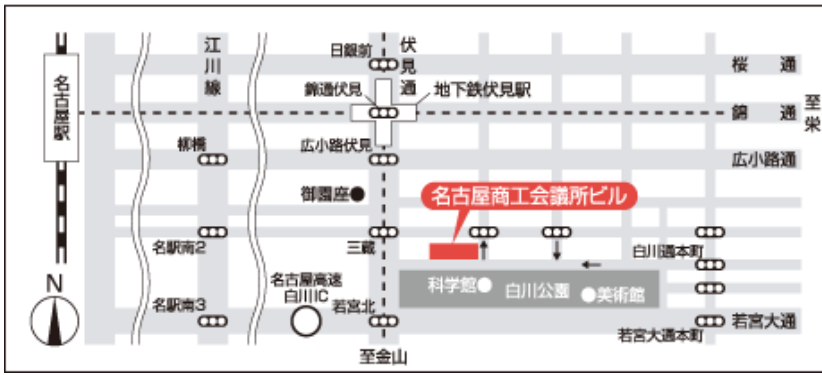 日銀前
伏見通
江川線
桜通
名古屋駅
錦通伏見
地下鉄伏見駅
錦通
至栄
柳橋
広小路伏見
広小路通
御園座
名古屋商工会議所ビル
名駅南2
三蔵
白川通本町
N
名古屋高速
白川IC
科学館
白川公園
美術館
名駅南3
若宮北
若宮大通
若宮大通本町
至金山